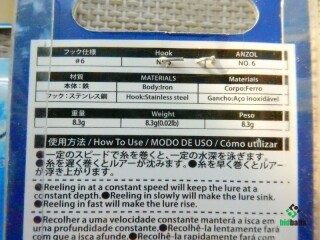 フック仕様 Hook ANZOL
#6 NO. 6
材質 MATERIALS Materiais
本体：鉄 Body:Iron Corpo:Ferro
フック：ステンレス鋼 Hook:Stainless steel Gancho:Aço Inoxidável
重量 Weight Peso
8.3g 8.3g(0.02lb) 8.3g
使用方法 / How To Use / MODO DE USO / Cómo utilizar
●一定のスピードで糸を巻くと、一定の水深を泳ぎます。
●糸を遅く巻くとルアーが沈みます。●糸を早く巻くとルアー
が浮き上がります。
●Reeling in at a constant speed will keep the lure at a
constant depth.●Reeling in slowly will make the lure sink.
●Reeling in fast will make the lure rise.
●Recolher a uma velocidade constante manterá a isca em
uma profundidade constante.●Recolhê-la lentamente fará
com que a isca afunde.
bidbaits